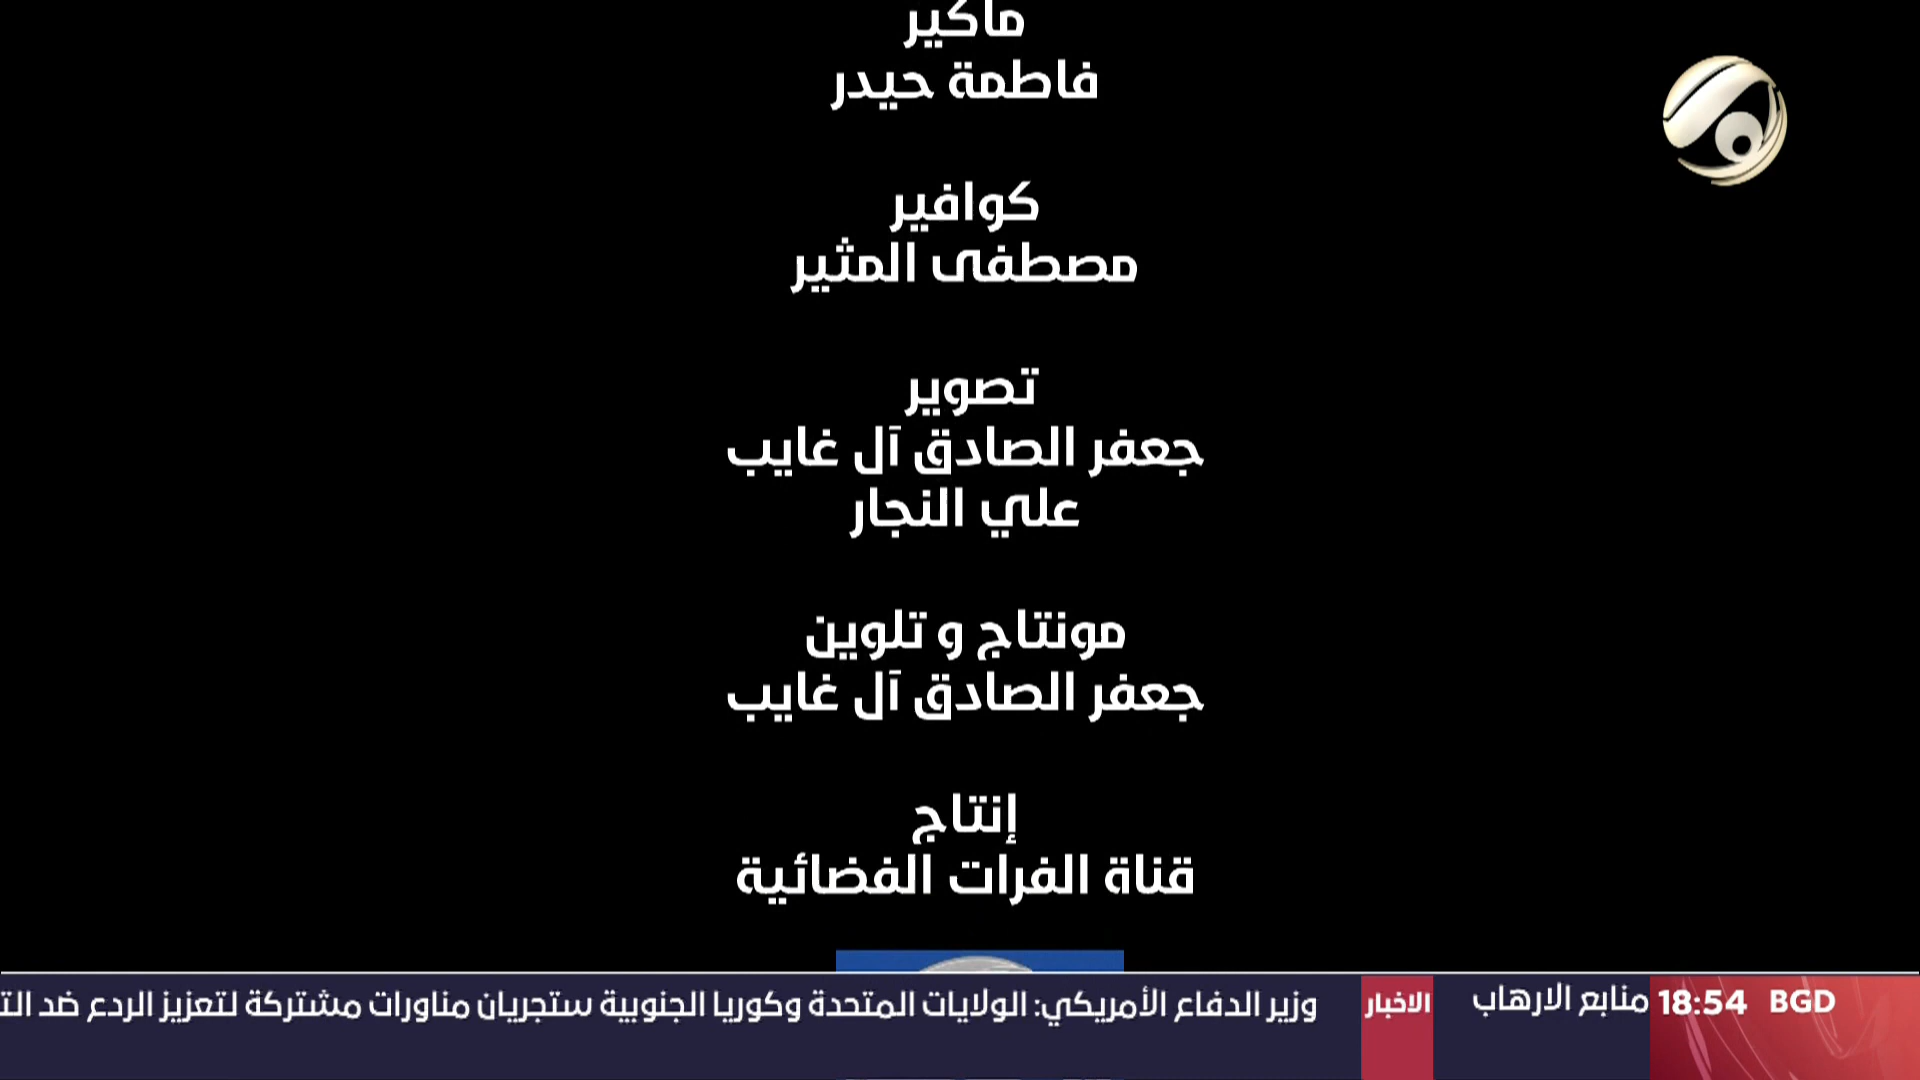 ماكير
فاطمة حيدر
كوافير
مصطفى المثير
تصوير
جعفر الصادق آل غايب
علي النجار
مونتاج و تلوين
جعفر الصادق آل غايب
إنتاج
قناة الفرات الفضائية
BGD 18:54 منابع الارهاب
الاخبار
وزير الدفاع الأمريكي: الولايات المتحدة وكوريا الجنوبية ستجريان مناورات مشتركة لتعزيز الردع ضد